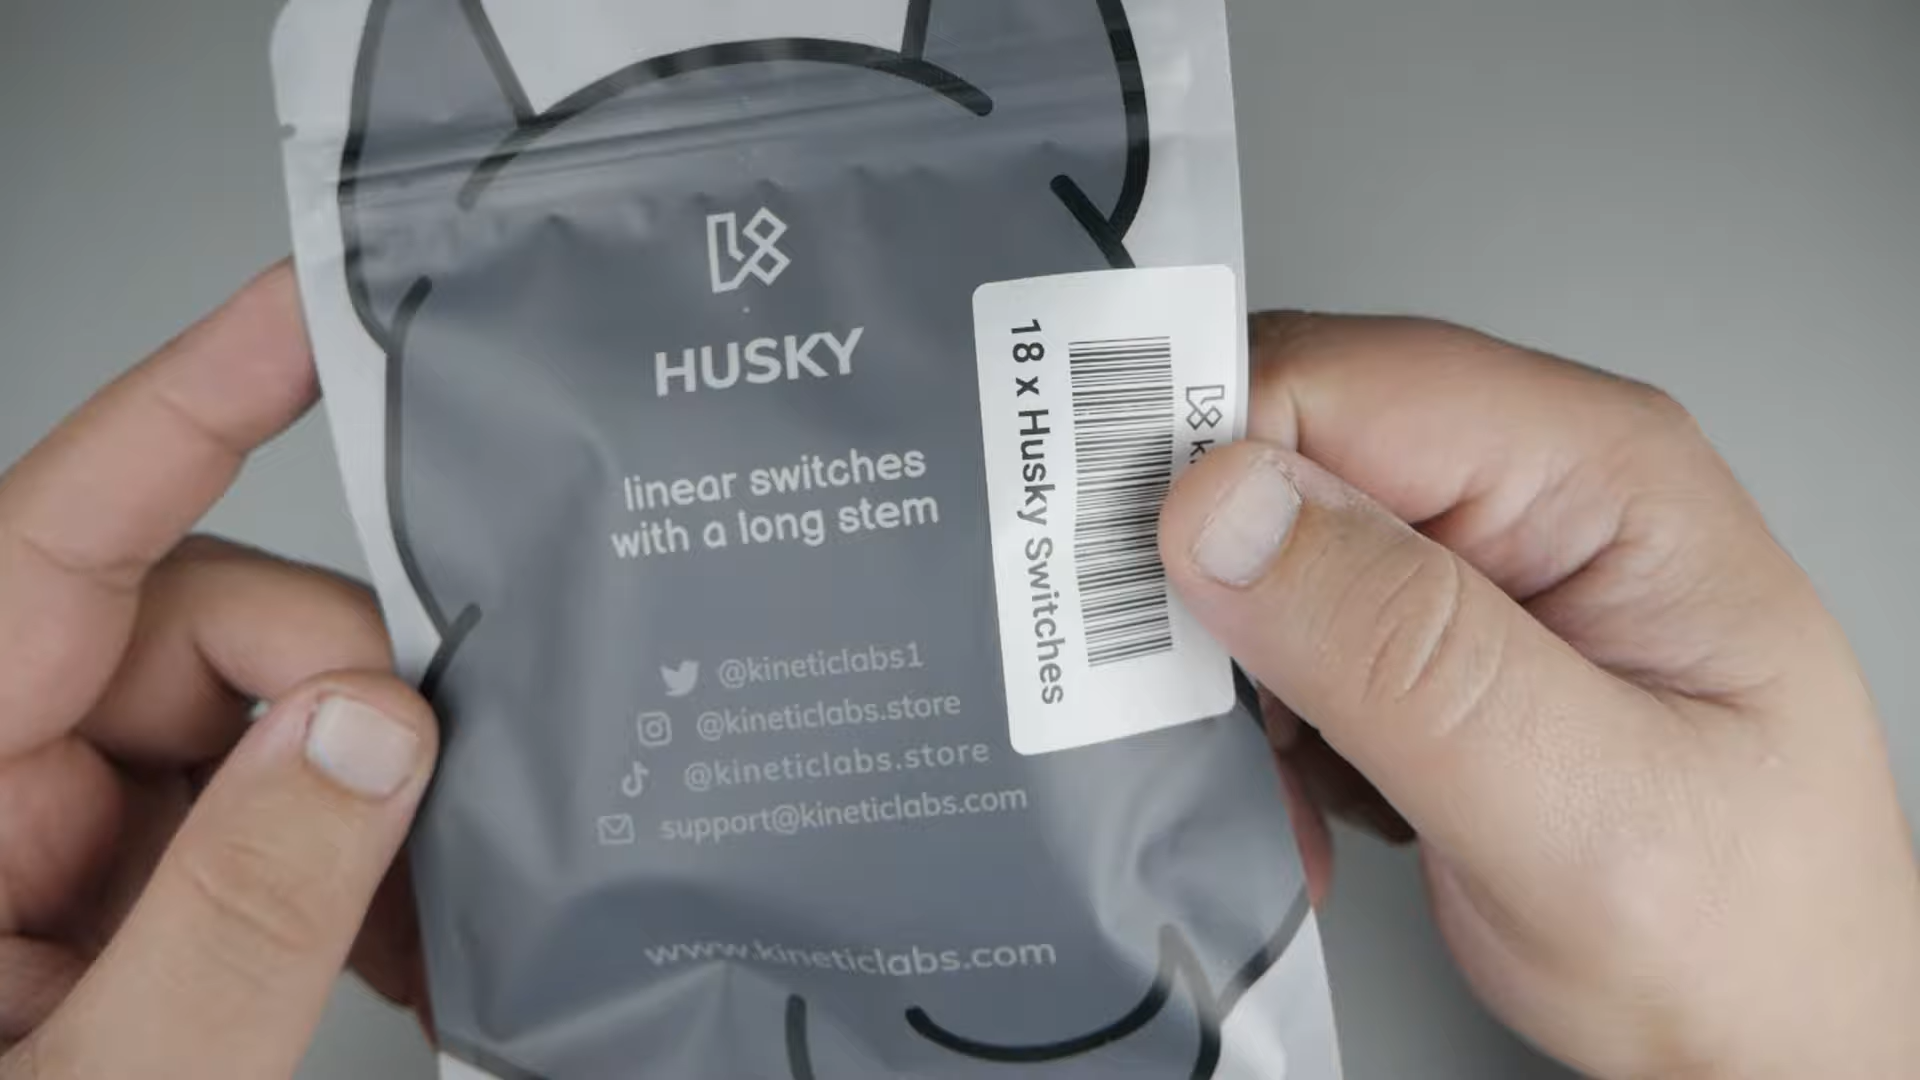 HUSKY
linear switches
with a long stem
@kineticlabs1
@kineticlabs.store
@kineticlabs.store
support@kineticlabs.com
www.kineticlabs.com
18 x Husky Switches